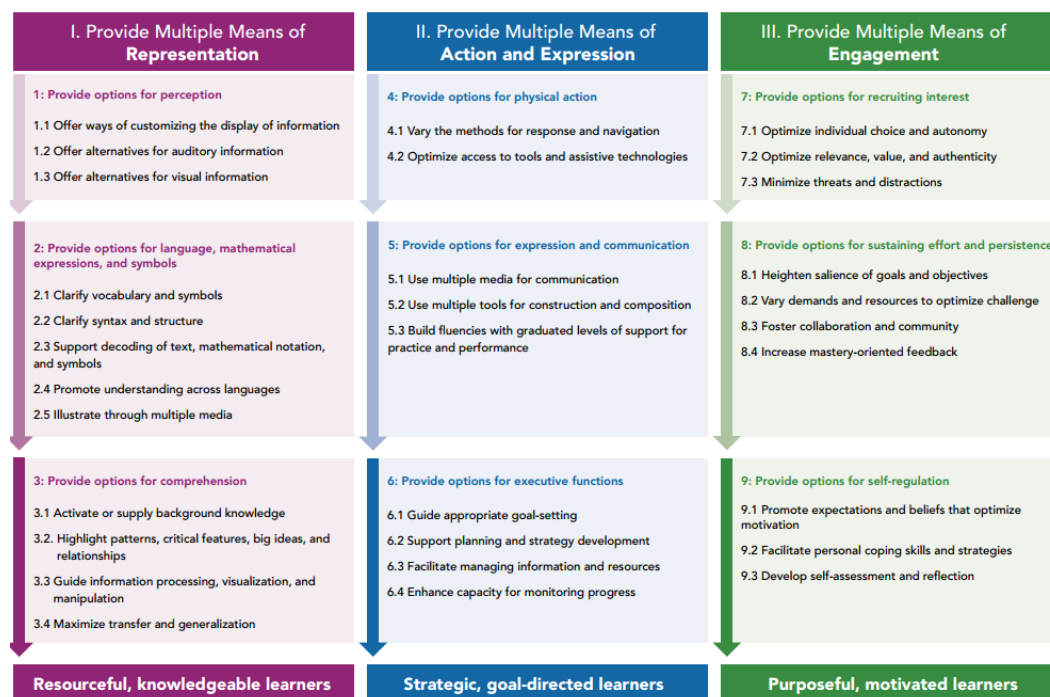 I. Provide Multiple Means of
Representation
1: Provide options for perception
1.1 Offer ways of customizing the display of information
1.2 Offer alternatives for auditory information
1.3 Offer alternatives for visual information
2: Provide options for language, mathematical
expressions, and symbols
2.1 Clarify vocabulary and symbols
2.2 Clarify syntax and structure
2.3 Support decoding of text, mathematical notation,
and symbols
2.4 Promote understanding across languages
2.5 Illustrate through multiple media
3: Provide options for comprehension
3.1 Activate or supply background knowledge
3.2. Highlight patterns, critical features, big ideas, and
relationships
3.3 Guide information processing, visualization, and
manipulation
3.4 Maximize transfer and generalization
Resourceful, knowledgeable learners
II. Provide Multiple Means of
Action and Expression
4: Provide options for physical action
4.1 Vary the methods for response and navigation
4.2 Optimize access to tools and assistive technologies
5: Provide options for expression and communication
5.1 Use multiple media for communication
5.2 Use multiple tools for construction and composition
5.3 Build fluencies with graduated levels of support for
practice and performance
6: Provide options for executive functions
6.1 Guide appropriate goal-setting
6.2 Support planning and strategy development
6.3 Facilitate managing information and resources
6.4 Enhance capacity for monitoring progress
Strategic, goal-directed learners
III. Provide Multiple Means of
Engagement
7: Provide options for recruiting interest
7.1 Optimize individual choice and autonomy
7.2 Optimize relevance, value, and authenticity
7.3 Minimize threats and distractions
8: Provide options for sustaining effort and persistence
8.1 Heighten salience of goals and objectives
8.2 Vary demands and resources to optimize challenge
8.3 Foster collaboration and community
8.4 Increase mastery-oriented feedback
9: Provide options for self-regulation
9.1 Promote expectations and beliefs that optimize
motivation
9.2 Facilitate personal coping skills and strategies
9.3 Develop self-assessment and reflection
Purposeful, motivated learners